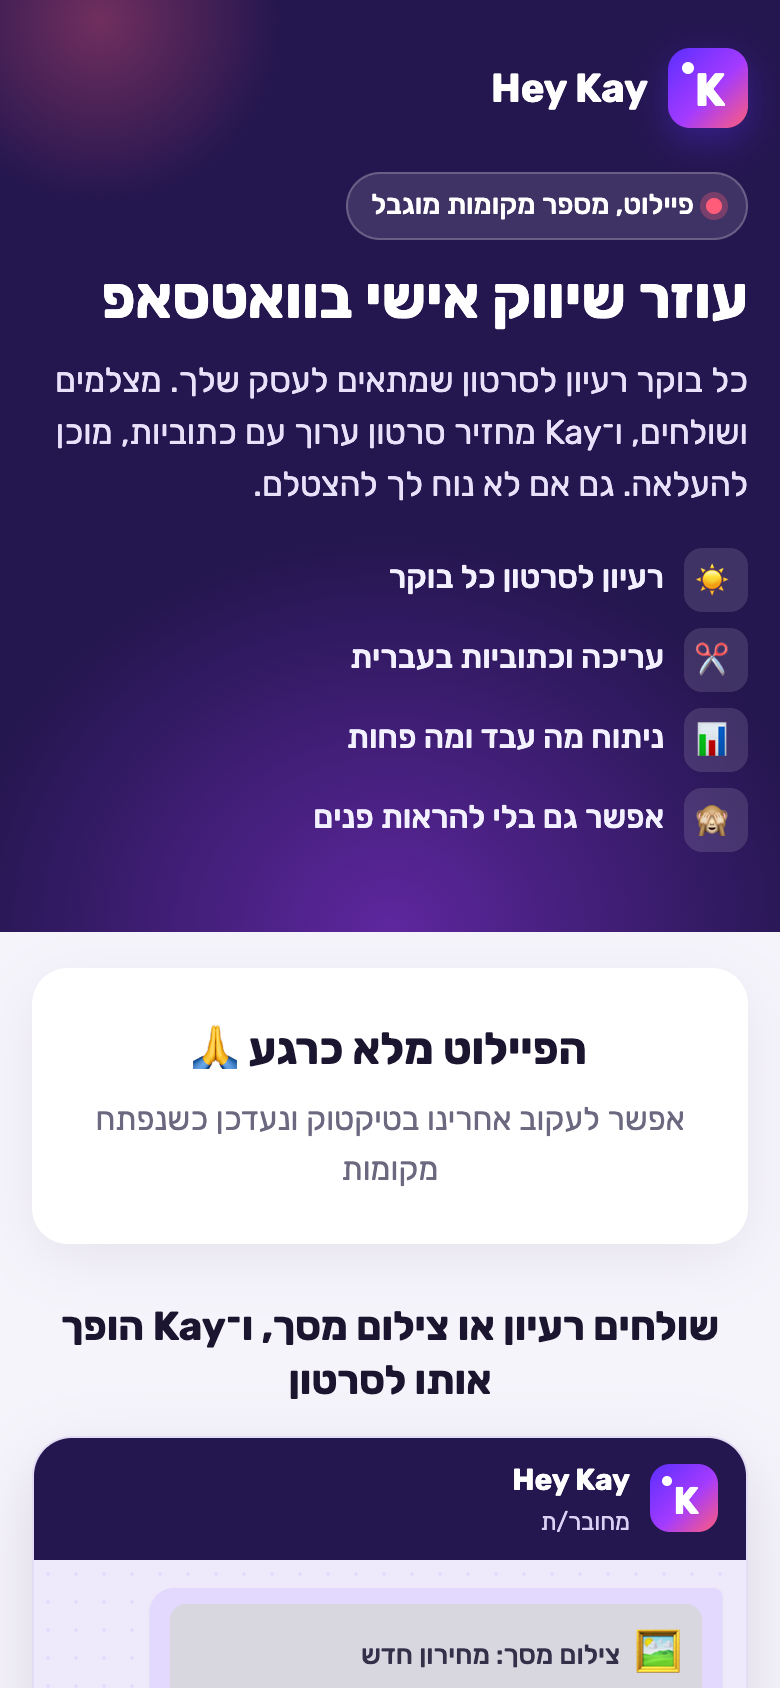 Hey Kay
פיילוט, מספר מקומות מוגבל
עוזר שיווק אישי בוואטסאפ
כל בוקר רעיון לסרטון שמתאים לעסק שלך. מצלמים
ושולחים, ו־Kay מחזיר סרטון ערוך עם כתוביות, מוכן
להעלאה. גם אם לא נוח לך להצטלם.
רעיון לסרטון כל בוקר
עריכה וכתוביות בעברית
ניתוח מה עבד ומה פחות
אפשר גם בלי להראות פנים
הפיילוט מלא כרגע 🙏
אפשר לעקוב אחרינו בטיקטוק ונעדכן כשנפתח
מקומות
שולחים רעיון או צילום מסך, ו־Kay הופך
אותו לסרטון
Hey Kay
מחובר/ת
צילום מסך: מחירון חדש